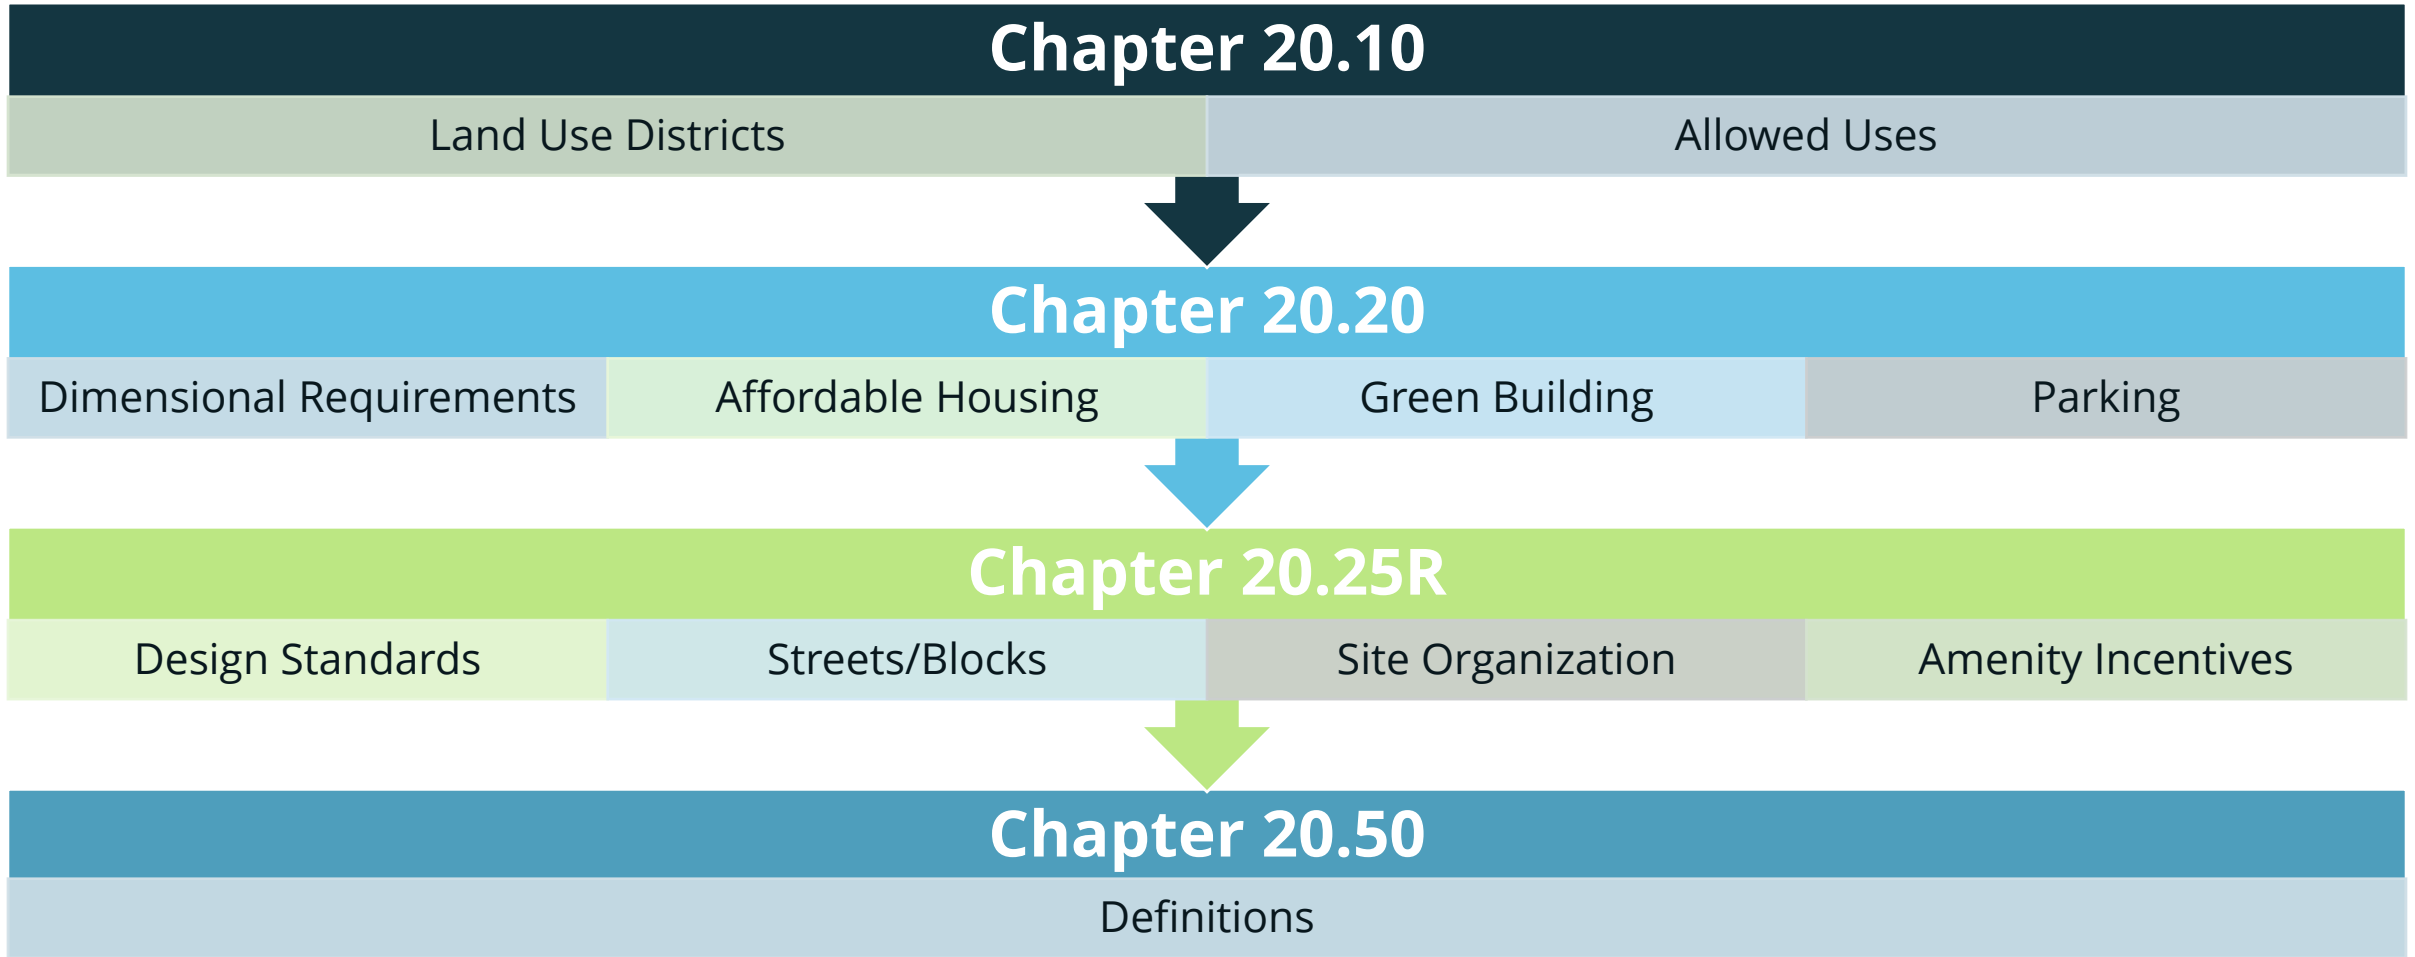 Chapter 20.10
Land Use Districts
Allowed Uses
Chapter 20.20
Dimensional Requirements
Affordable Housing
Green Building
Parking
Chapter 20.25R
Design Standards
Streets/Blocks
Site Organization
Amenity Incentives
Chapter 20.50
Definitions